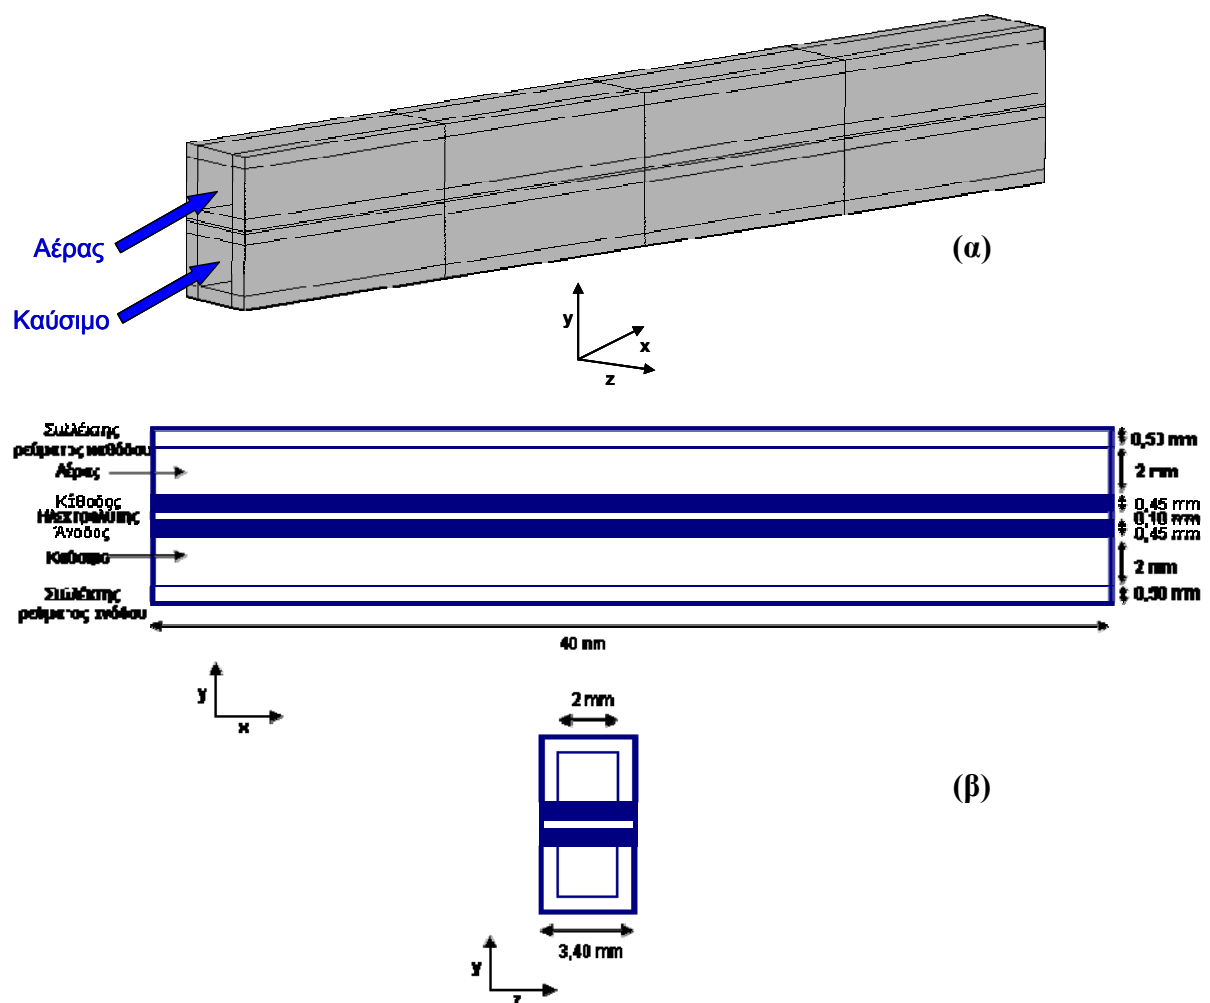 Αέρας
Καύσιμο
(α)
y
x
z
Συλλέκτης
ρεύματος καθόδου
Αέρας
Κάθοδος
Ηλεκτρολύτης
Άνοδος
Καύσιμο
Συλλέκτης
ρεύματος ανόδου
0,50 mm
2 mm
0,45 mm
0,10 mm
0,45 mm
2 mm
0,50 mm
40 mm
y
x
2 mm
(β)
3,40 mm
y
z